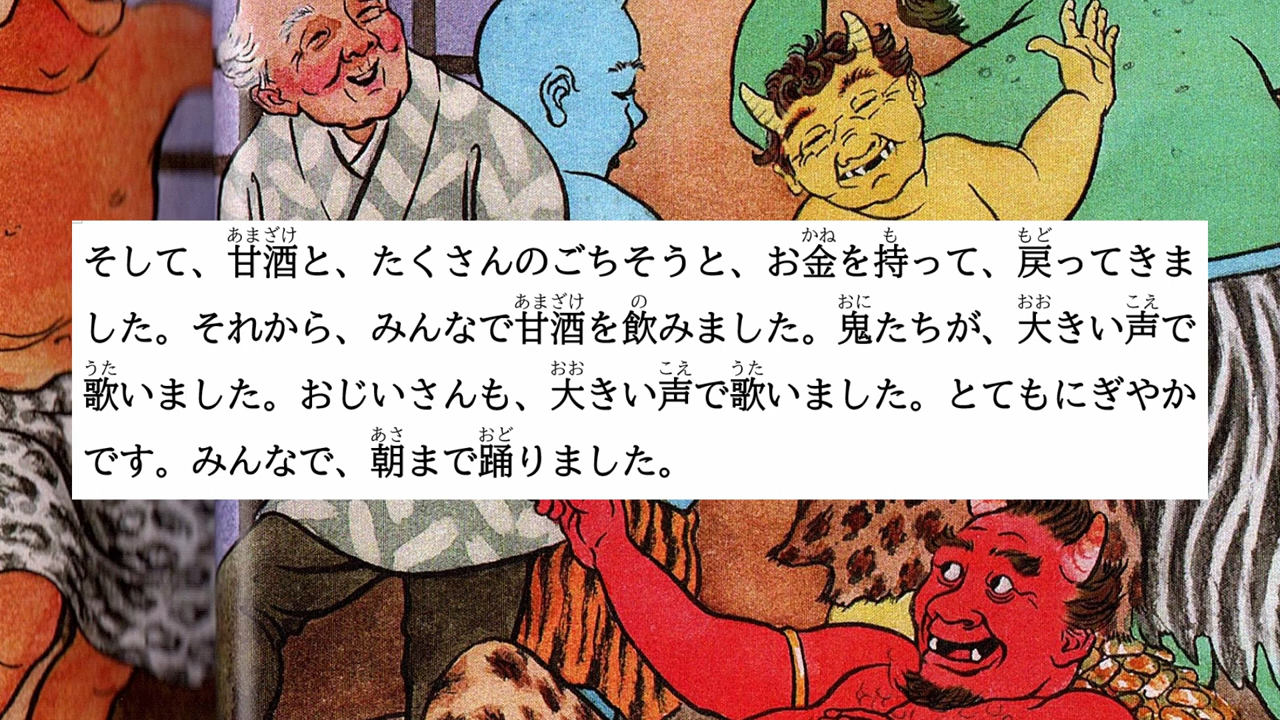 そして、甘酒と、たくさんのごちそうと、お金を持って、戻ってきま
した。それから、みんなで甘酒を飲みました。鬼たちが、大きい声で
歌いました。おじいさんも、大きい声で歌いました。とてもにぎやか
です。みんなで、朝まで踊りました。